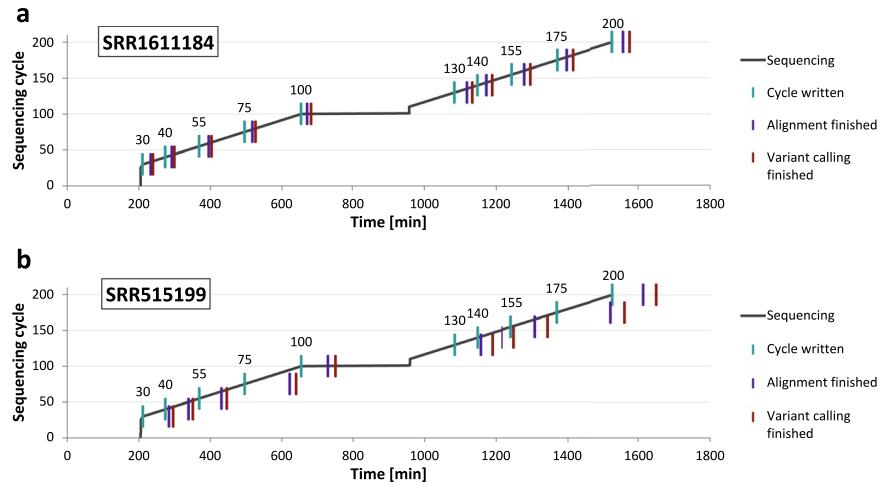 a
SRR1611184
Sequencing cycle
200
150
100
50
0
30
40
55
75
100
130
140
155
175
200
0
200
400
600
800
1000
1200
1400
1600
1800
Time [min]
Sequencing
Cycle written
Alignment finished
Variant calling
finished
b
SRR515199
Sequencing cycle
200
150
100
50
0
30
40
55
75
100
130
140
155
175
200
0
200
400
600
800
1000
1200
1400
1600
1800
Time [min]
Sequencing
Cycle written
Alignment finished
Variant calling
finished